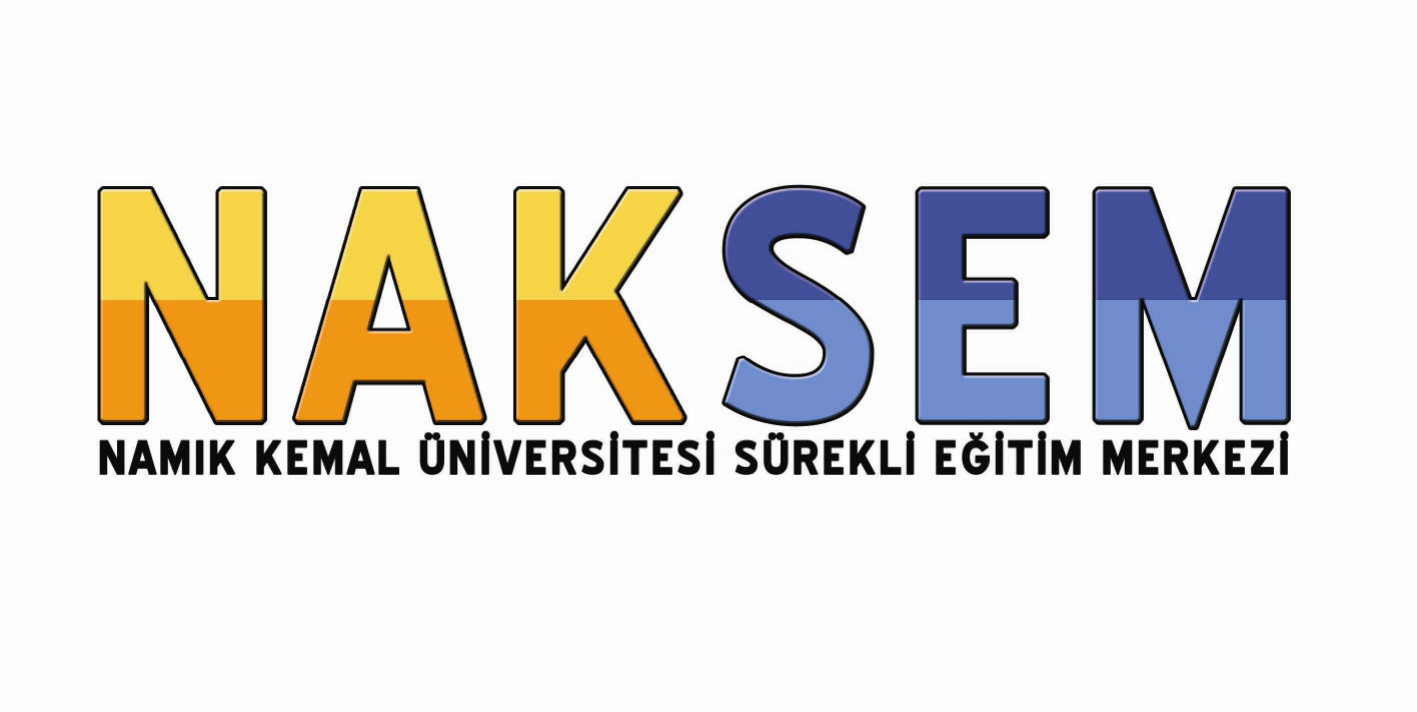 NAKSEM
NAMIK KEMAL ÜNİVERSİTESİ SÜREKLİ EĞİTİM MERKEZİ